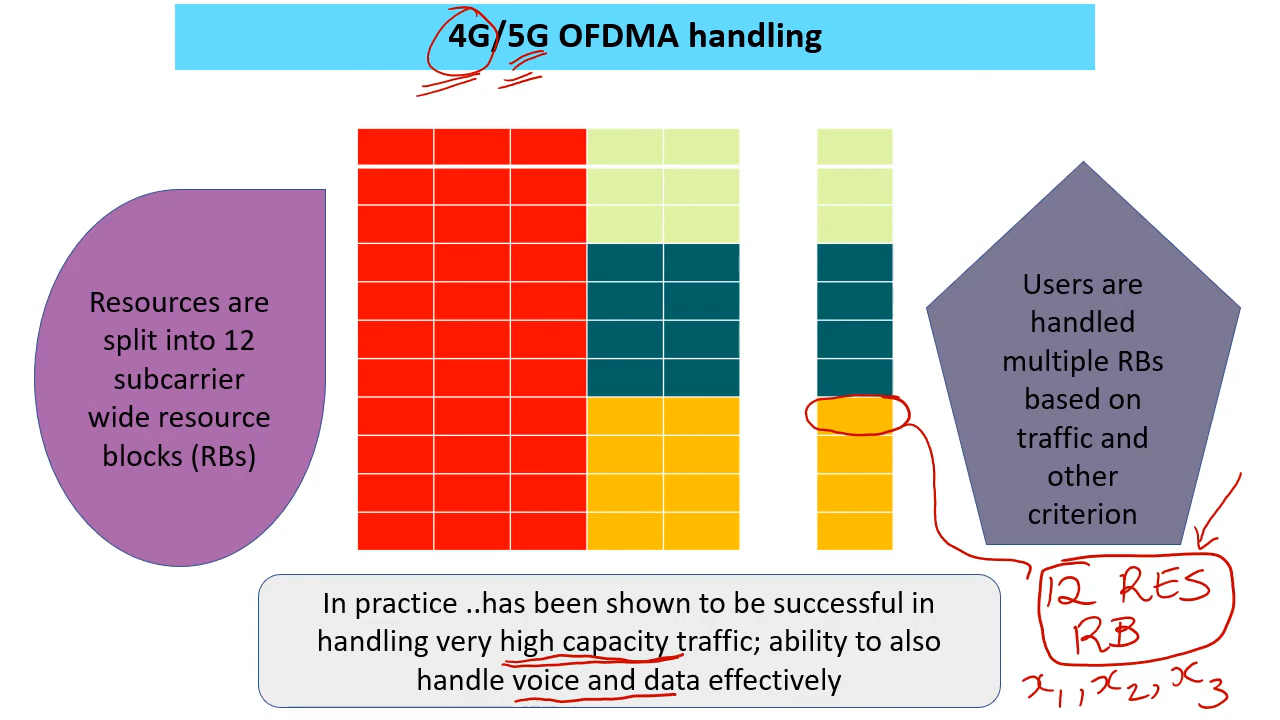 4G/5G OFDMA handling
Resources are
split into 12
subcarrier
wide resource
blocks (RBs)
Users are
handled
multiple RBs
based on
traffic and
other
criterion
In practice ..has been shown to be successful in
handling very high capacity traffic; ability to also
handle voice and data effectively
12 RES
RB
x₁, x₂, x₃